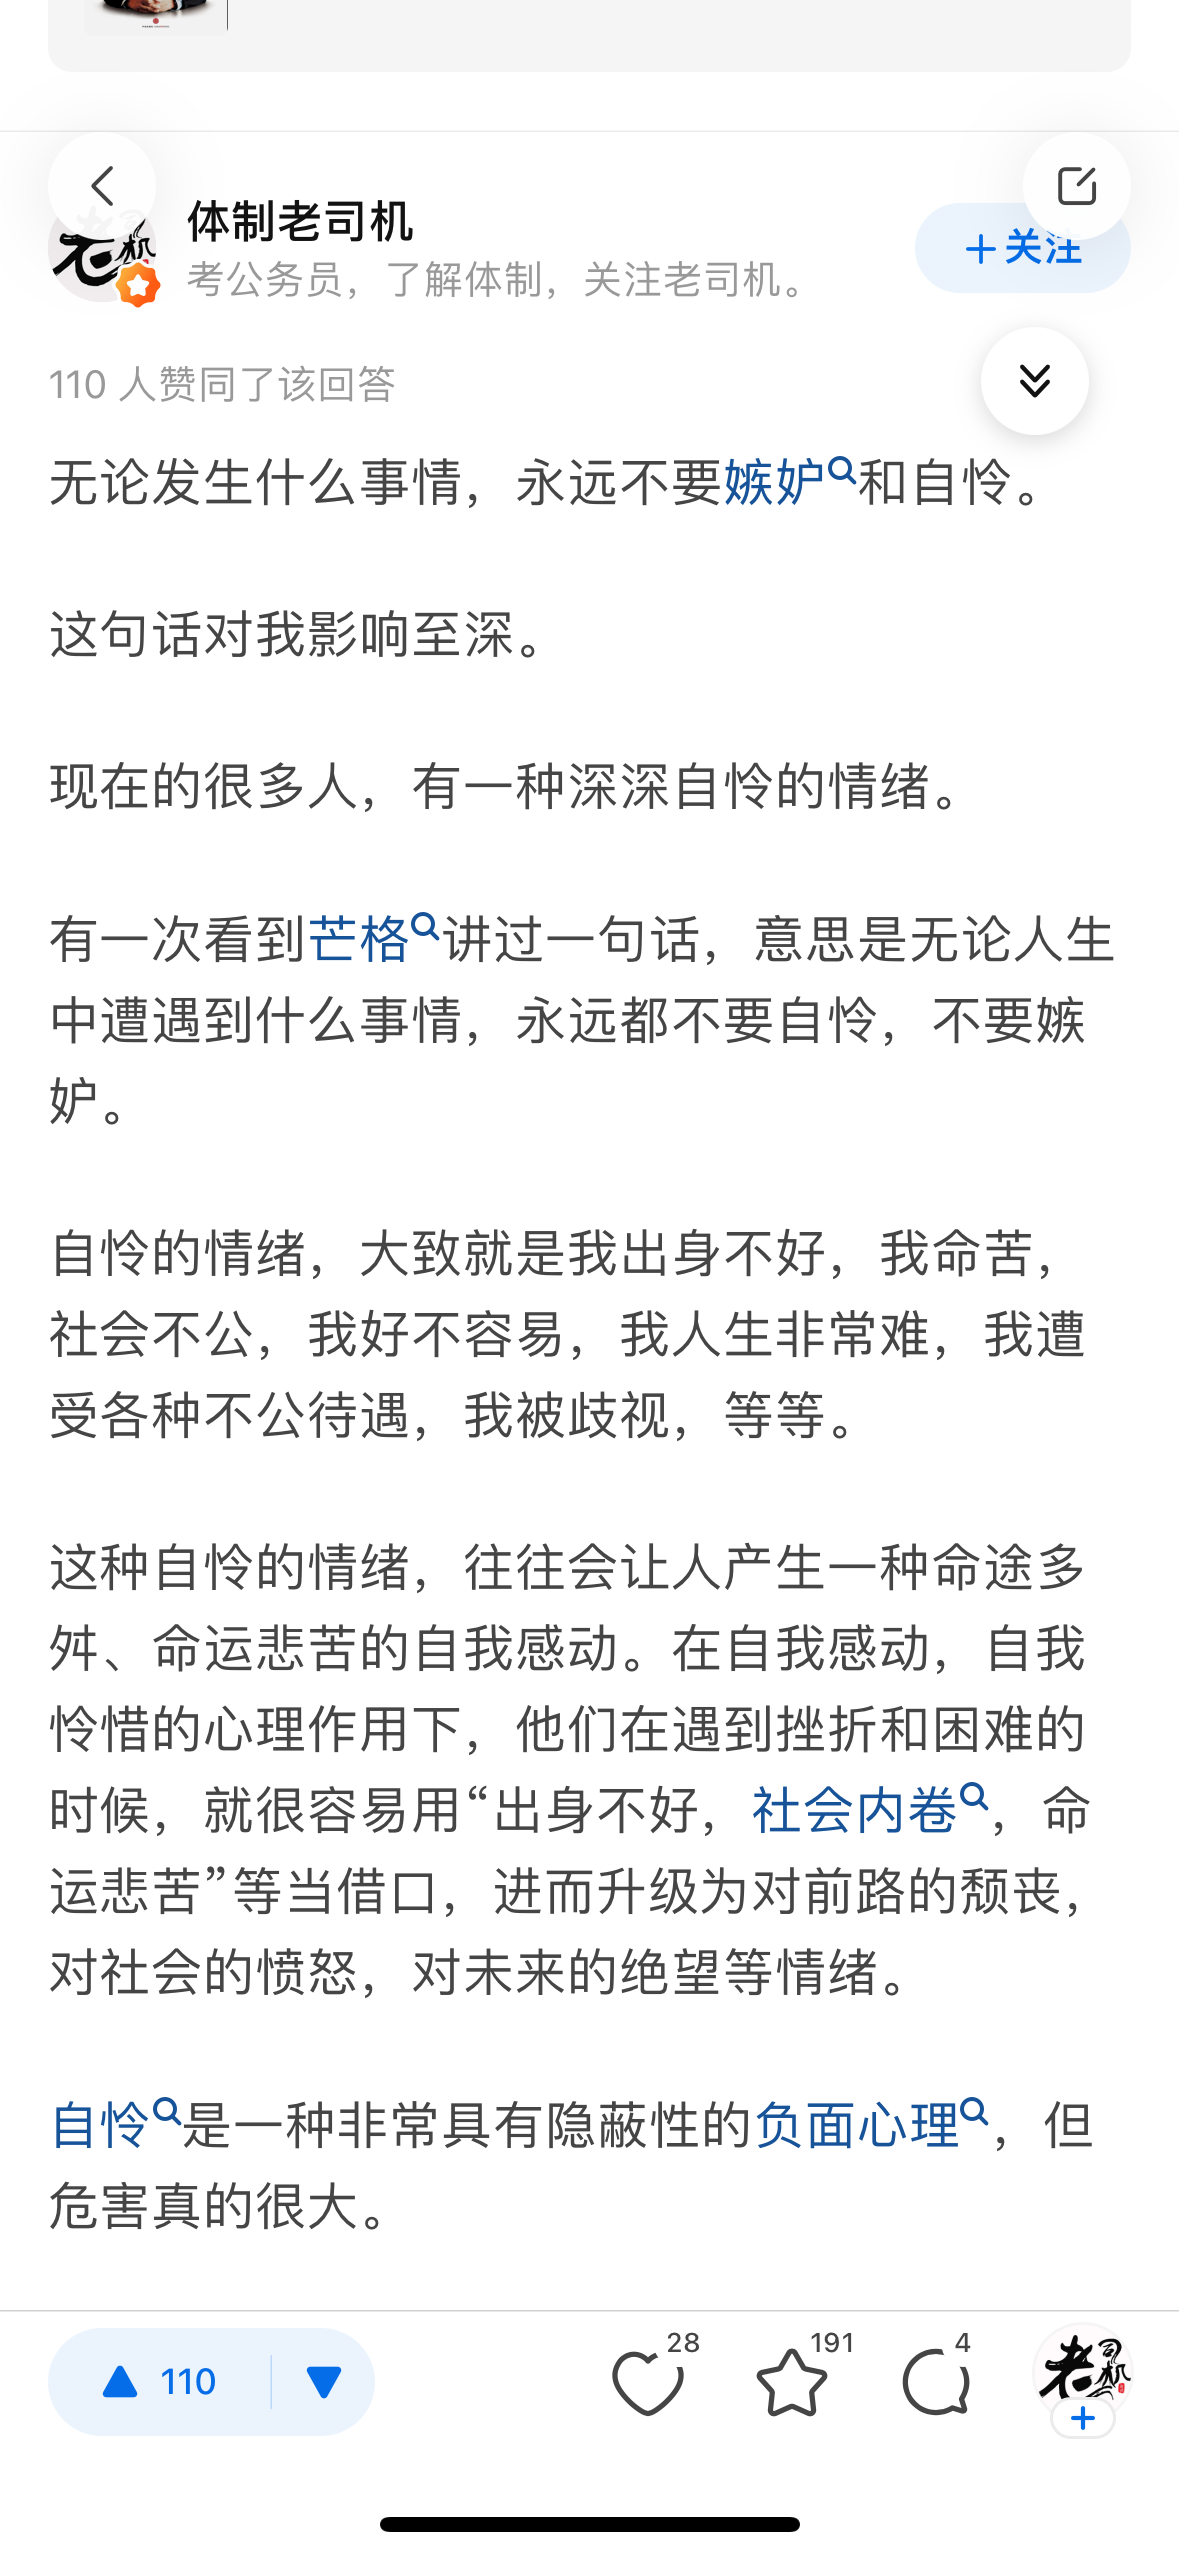 体制老司机
考公务员，了解体制，关注老司机。
+关注
110 人赞同了该回答
无论发生什么事情，永远不要嫉妒和自怜。
这句话对我影响至深。
现在的很多人，有一种深深自怜的情绪。
有一次看到芒格讲过一句话，意思是无论人生
中遭遇到什么事情，永远都不要自怜，不要嫉
妒。
自怜的情绪，大致就是我出身不好，我命苦，
社会不公，我好不容易，我人生非常难，我遭
受各种不公待遇，我被歧视，等等。
这种自怜的情绪，往往会让人产生一种命途多
舛、命运悲苦的自我感动。在自我感动，自我
怜惜的心理作用下，他们在遇到挫折和困难的
时候，就很容易用“出身不好，社会内卷，命
运悲苦”等当借口，进而升级为对前路的颓丧，
对社会的愤怒，对未来的绝望等情绪。
自怜是一种非常具有隐蔽性的负面心理，但
危害真的很大。
110
28
191
4
老司机